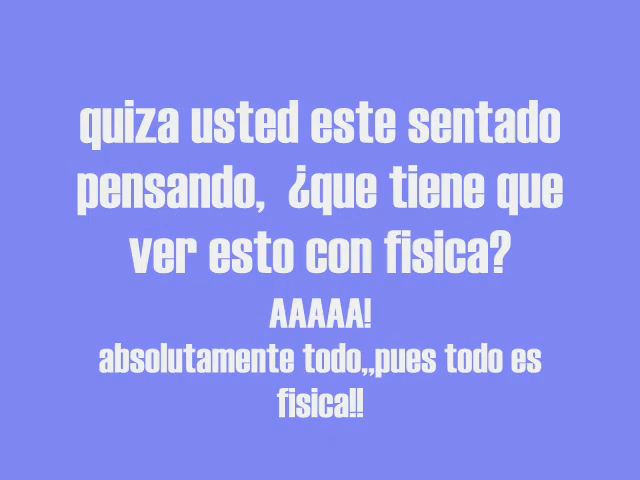 quiza usted este sentado
pensando, ¿que tiene que
ver esto con fisica?
AAAAA!
absolutamente todo,,pues todo es
fisica!!